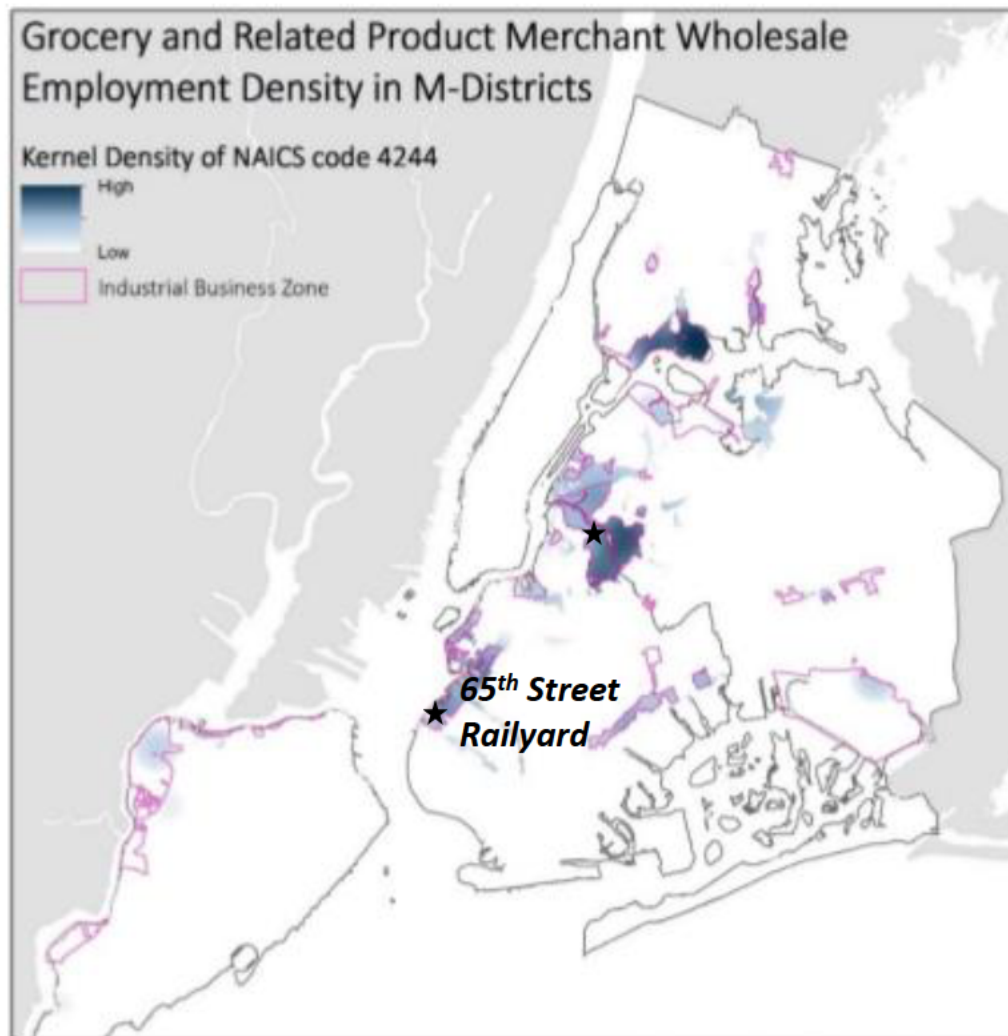 Grocery and Related Product Merchant Wholesale
Employment Density in M-Districts
Kernel Density of NAICS code 4244
High
Low
Industrial Business Zone
65th Street
Railyard